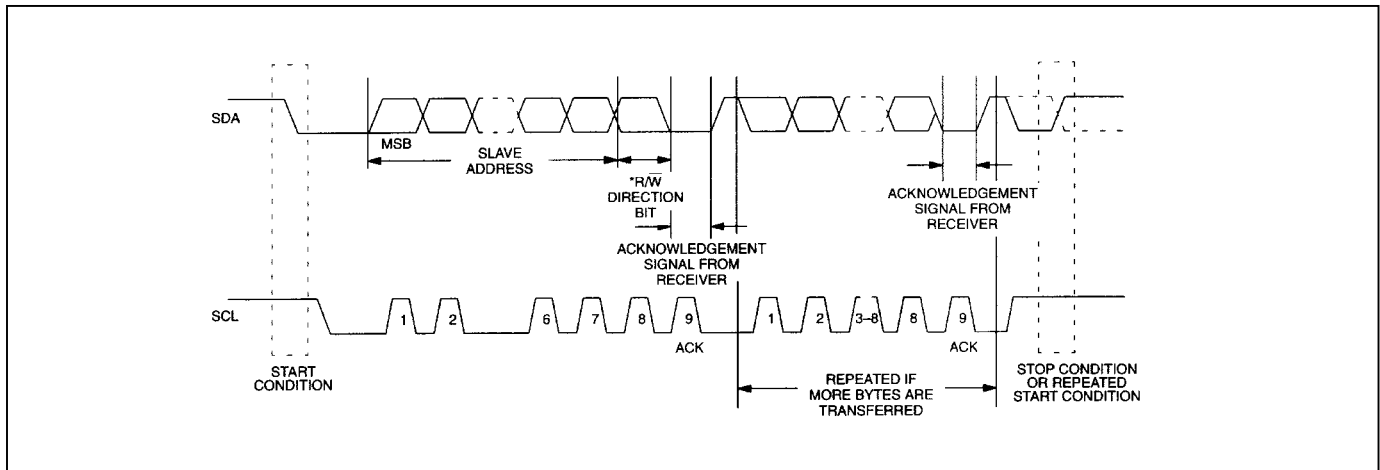 SDA
MSB
SLAVE
ADDRESS
*R/W̅
DIRECTION
BIT
ACKNOWLEDGEMENT
SIGNAL FROM
RECEIVER
ACKNOWLEDGEMENT
SIGNAL FROM
RECEIVER
SCL
1
2
6
7
8
9
1
2
3–8
8
9
ACK
ACK
START
CONDITION
REPEATED IF
MORE BYTES ARE
TRANSFERRED
STOP CONDITION
OR REPEATED
START CONDITION